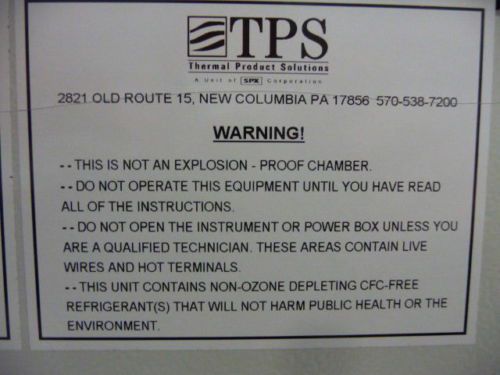 TPS
Thermal Product Solutions
A Unit of SPX Corporation
2821 OLD ROUTE 15, NEW COLUMBIA PA 17856 570-538-7200
WARNING!
- - THIS IS NOT AN EXPLOSION - PROOF CHAMBER.
- - DO NOT OPERATE THIS EQUIPMENT UNTIL YOU HAVE READ
ALL OF THE INSTRUCTIONS.
- - DO NOT OPEN THE INSTRUMENT OR POWER BOX UNLESS YOU
ARE A QUALIFIED TECHNICIAN. THESE AREAS CONTAIN LIVE
WIRES AND HOT TERMINALS.
- - THIS UNIT CONTAINS NON-OZONE DEPLETING CFC-FREE
REFRIGERANT(S) THAT WILL NOT HARM PUBLIC HEALTH OR THE
ENVIRONMENT.